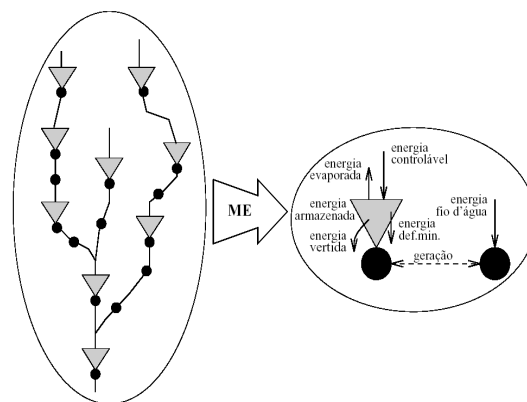 ME
energia
controlável
energia
evaporada
energia
armazenada
energia
vertida
energia
def.min.
geração
energia
fio d'água